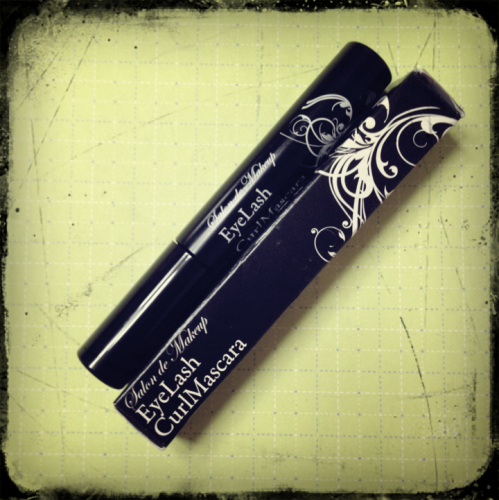 Salon de Makeup
EyeLash
CurlMascara
Salon de Makeup
EyeLash
CurlMascara